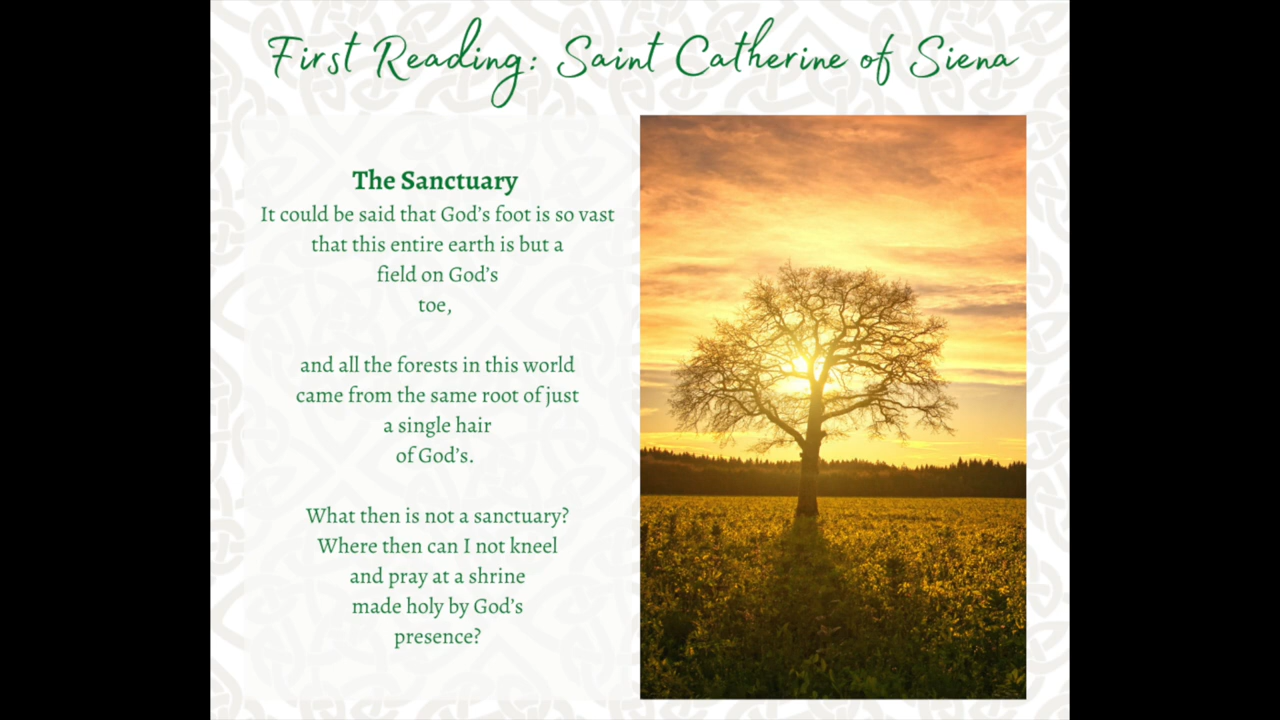 First Reading: Saint Catherine of Siena
The Sanctuary
It could be said that God’s foot is so vast
that this entire earth is but a
field on God’s
toe,
and all the forests in this world
came from the same root of just
a single hair
of God’s.
What then is not a sanctuary?
Where then can I not kneel
and pray at a shrine
made holy by God’s
presence?